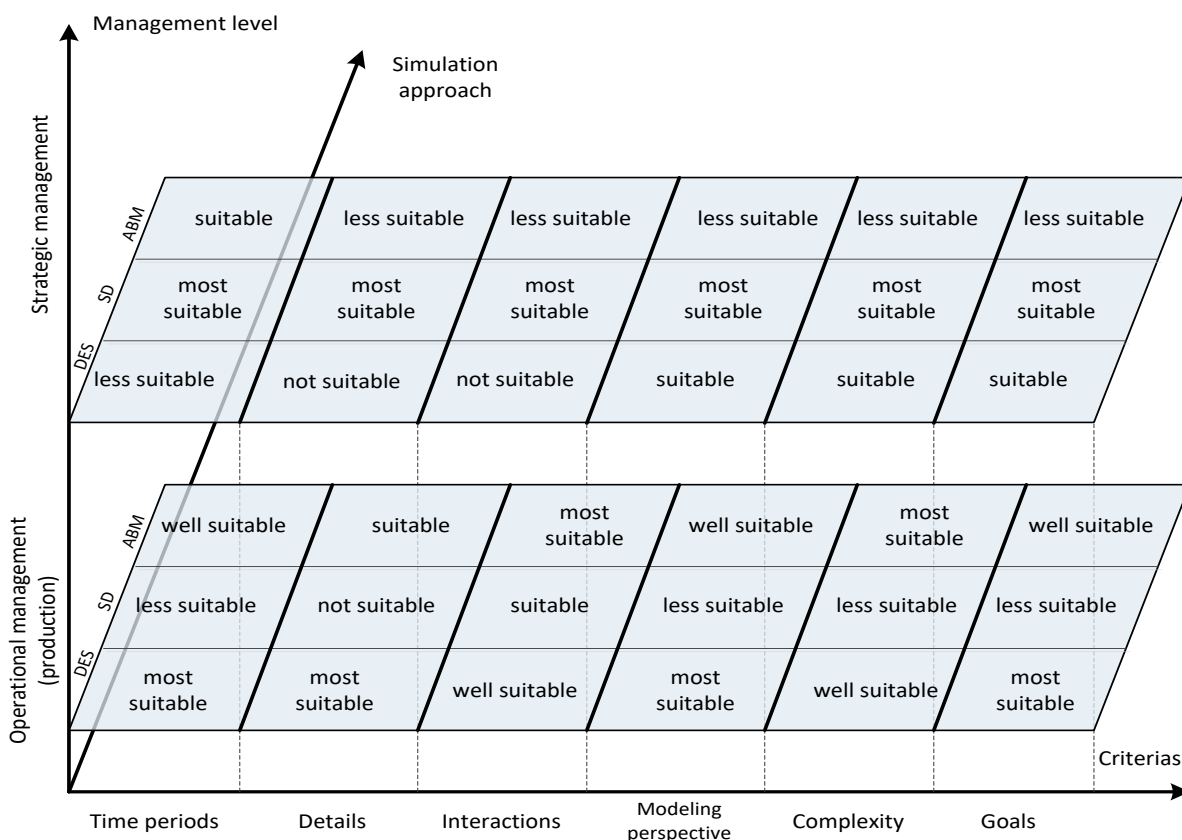 Management level
Simulation
approach
Strategic management
ABM
suitable
less suitable
less suitable
less suitable
less suitable
less suitable
SD
most
suitable
most
suitable
most
suitable
most
suitable
most
suitable
most
suitable
DES
less suitable
not suitable
not suitable
suitable
suitable
suitable
Operational management
(production)
ABM
well suitable
suitable
most
suitable
well suitable
most
suitable
well suitable
SD
less suitable
not suitable
suitable
less suitable
less suitable
less suitable
DES
most
suitable
most
suitable
well suitable
most
suitable
well suitable
most
suitable
Criterias
Time periods
Details
Interactions
Modeling
perspective
Complexity
Goals